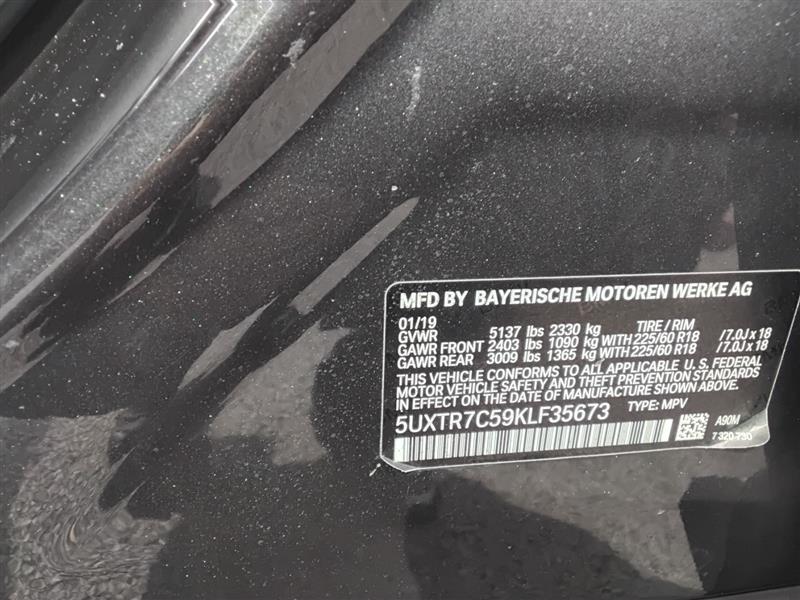 MFD BY BAYERISCHE MOTOREN WERKE AG
01/19
GVWR 5137 lbs 2330 kg TIRE / RIM
GAWR FRONT 2403 lbs 1090 kg WITH 225/60 R18 /7.0J x 18
GAWR REAR 3009 lbs 1365 kg WITH 225/60 R18 /7.0J x 18
THIS VEHICLE CONFORMS TO ALL APPLICABLE U. S. FEDERAL
MOTOR VEHICLE SAFETY AND THEFT PREVENTION STANDARDS
IN EFFECT ON THE DATE OF MANUFACTURE SHOWN ABOVE.
5UXTR7C59KLF35673 TYPE: MPV
A90M
7 320 730